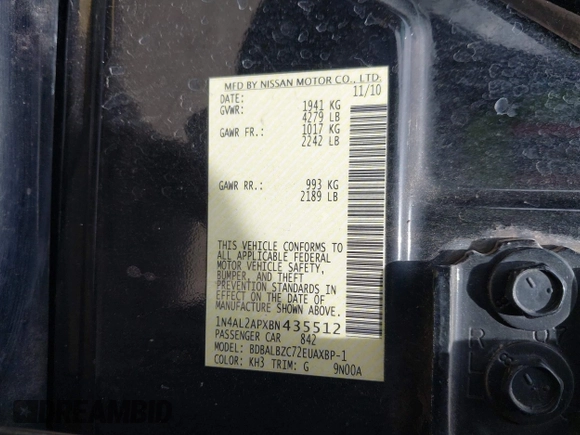 MFD BY NISSAN MOTOR CO., LTD.
DATE: 11/10
GVWR: 1941 KG
4279 LB
GAWR FR.: 1017 KG
2242 LB
GAWR RR.: 993 KG
2189 LB
THIS VEHICLE CONFORMS TO
ALL APPLICABLE FEDERAL
MOTOR VEHICLE SAFETY,
BUMPER, AND THEFT
PREVENTION STANDARDS IN
EFFECT ON THE DATE OF
MANUFACTURE SHOWN ABOVE.
1N4AL2APXBN435512
PASSENGER CAR 842
MODEL: BDBALBZC72EUAXBP-1
COLOR: KH3 TRIM: G 9N00A
R
L
DREAMBID